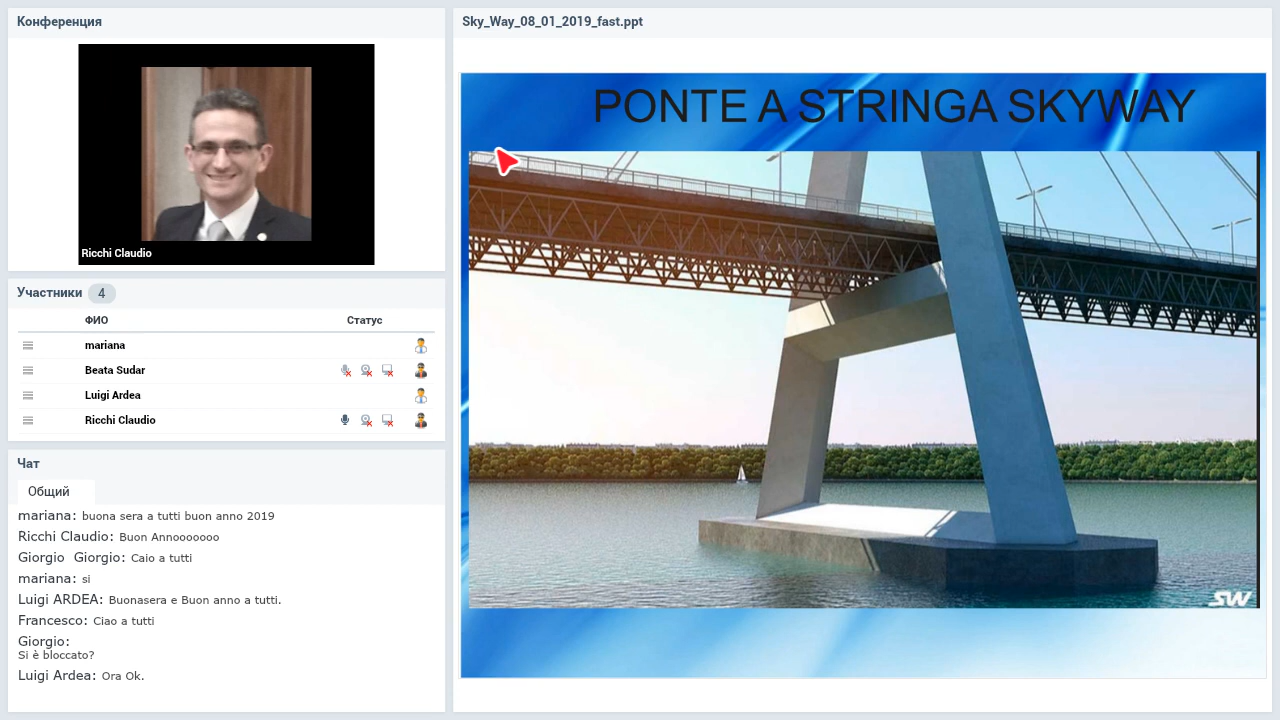 Конференция
Ricchi Claudio
Участники 4
ФИО Статус
mariana
Beata Sudar
Luigi Ardea
Ricchi Claudio
Чат
Общий
mariana: buona sera a tutti buon anno 2019
Ricchi Claudio: Buon Annooooooo
Giorgio Giorgio: Caio a tutti
mariana: si
Luigi ARDEA: Buonasera e Buon anno a tutti.
Francesco: Ciao a tutti
Giorgio:
Si è bloccato?
Luigi Ardea: Ora Ok.
Sky_Way_08_01_2019_fast.ppt
PONTE A STRINGA SKYWAY
SW